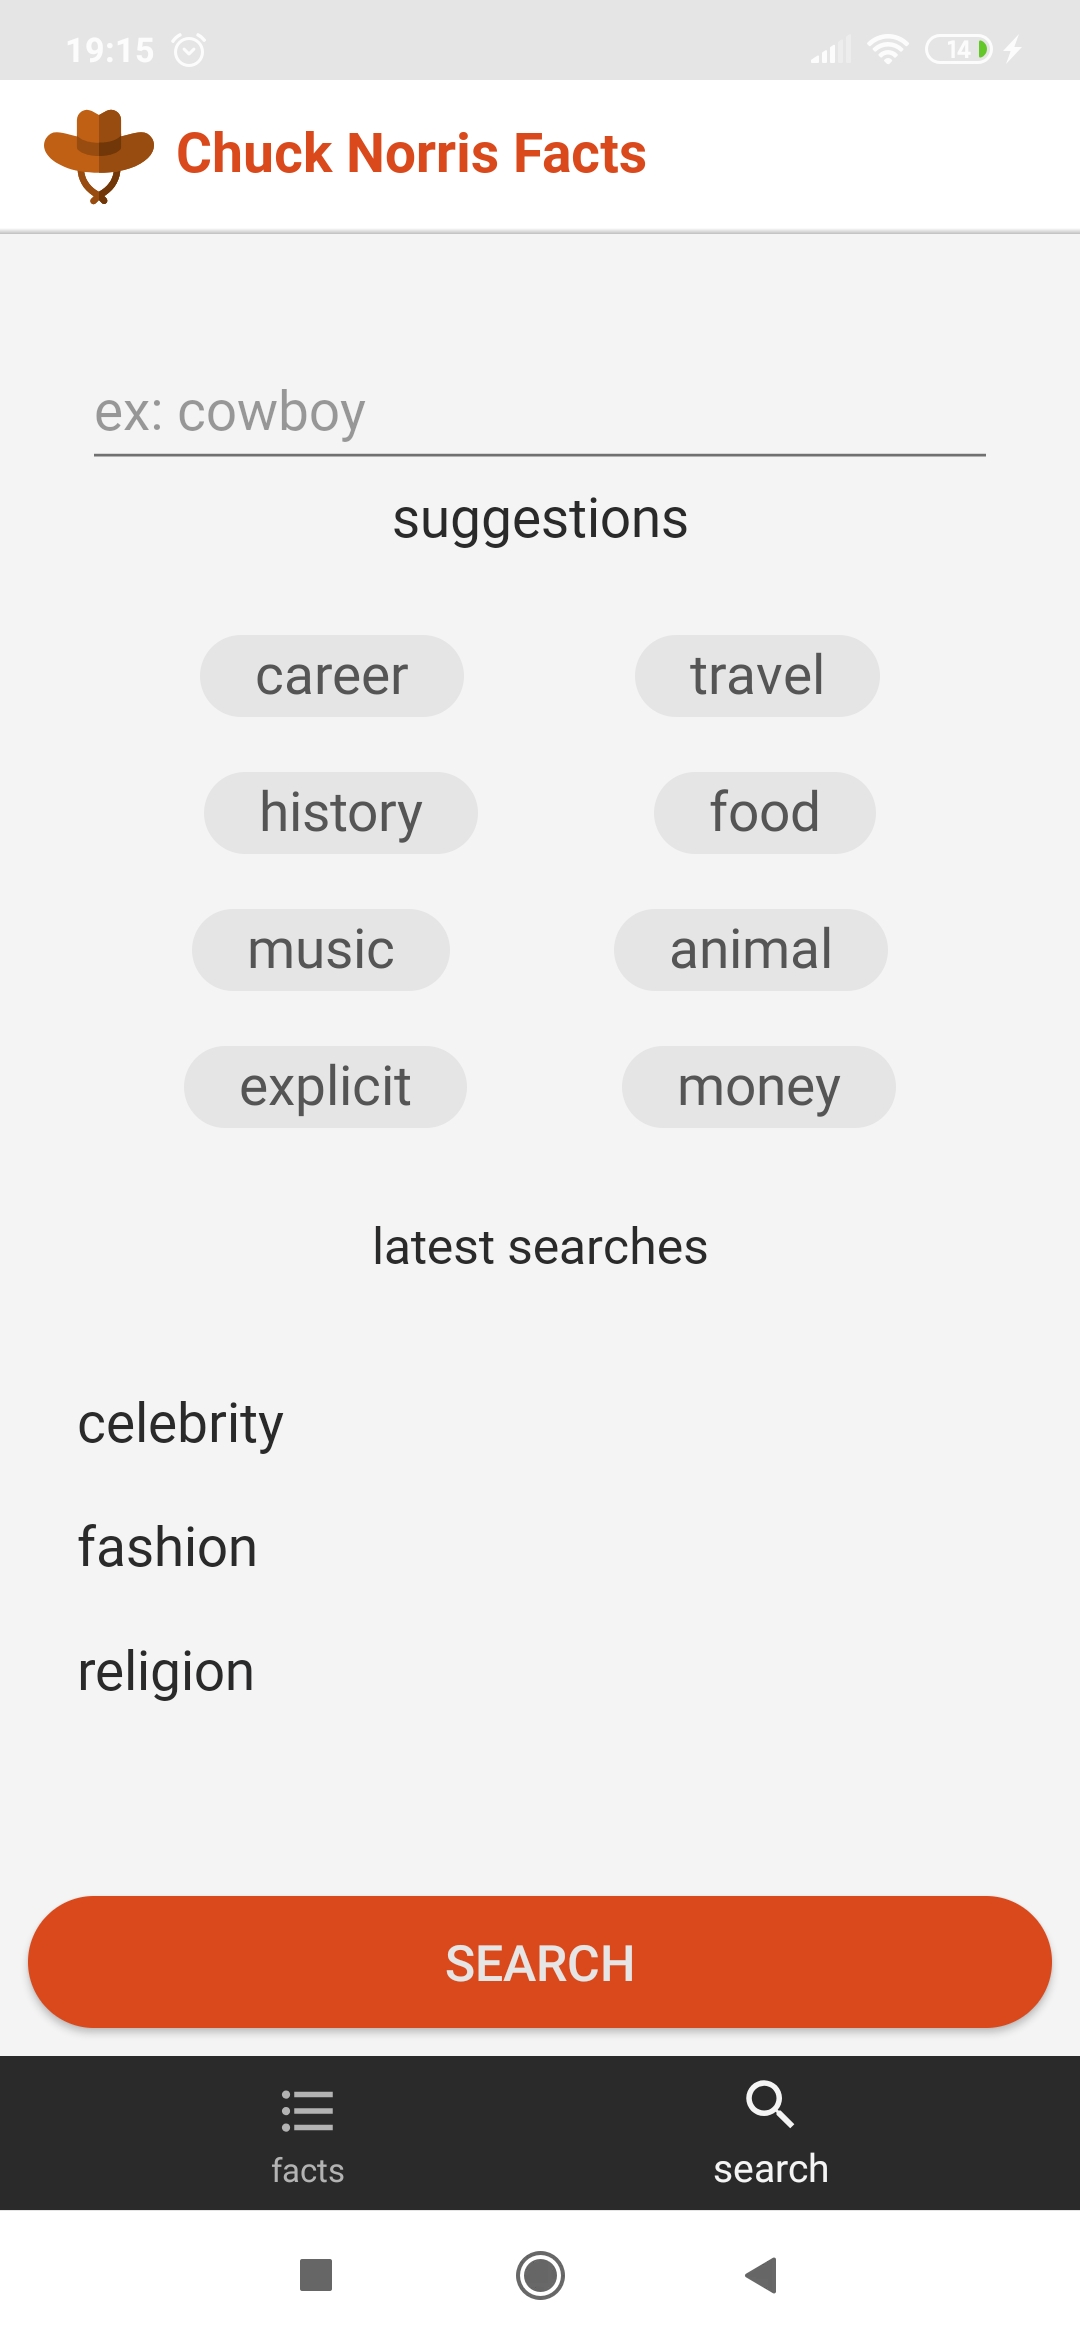 19:15 14
Chuck Norris Facts
ex: cowboy
suggestions
career travel
history food
music animal
explicit money
latest searches
celebrity
fashion
religion
SEARCH
facts search